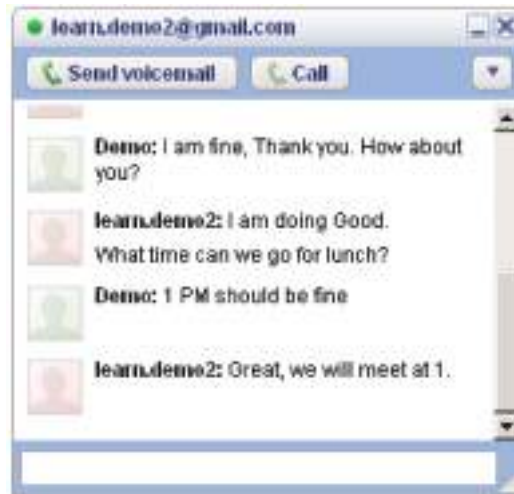 learn.demo2@gmail.com
Send voicemail
Call
Demo: I am fine, Thank you. How about
you?
learn.demo2: I am doing Good.
What time can we go for lunch?
Demo: 1 PM should be fine
learn.demo2: Great, we will meet at 1.